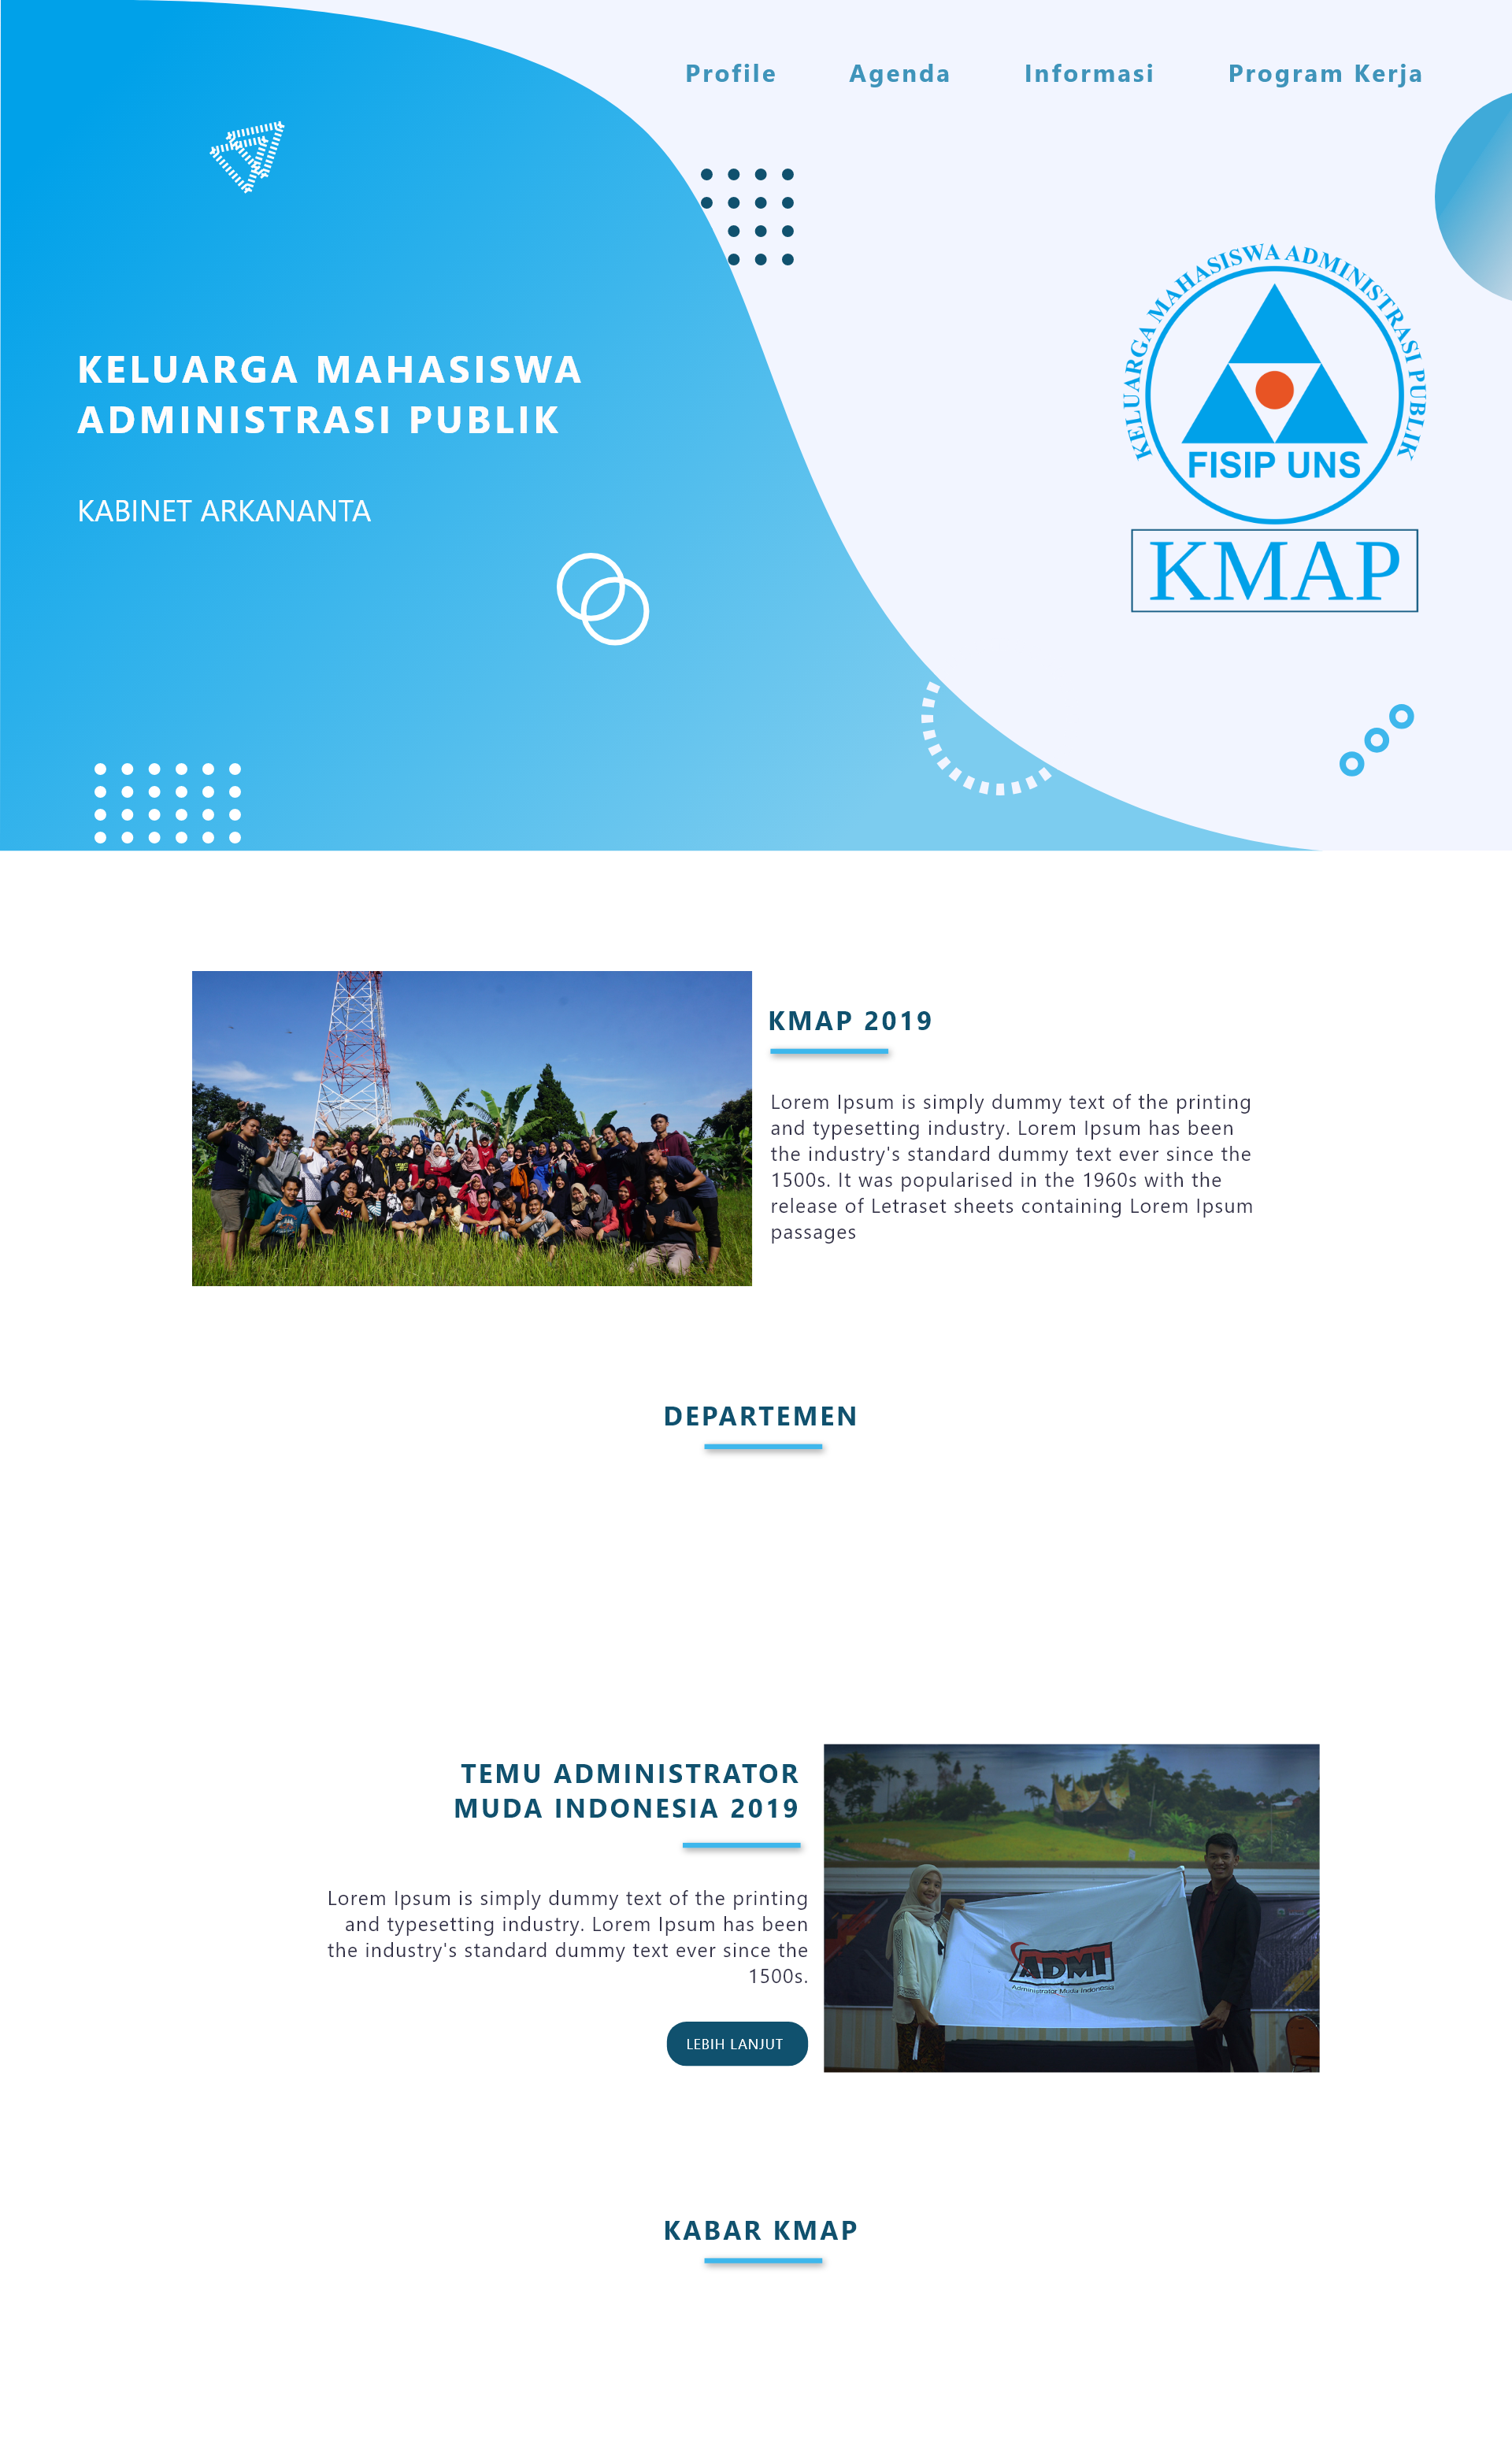 Profile Agenda Informasi Program Kerja
KELUARGA MAHASISWA
ADMINISTRASI PUBLIK
KABINET ARKANANTA
KELUARGA MAHASISWA ADMINISTRASI PUBLIK
FISIP UNS
KMAP
KMAP 2019
Lorem Ipsum is simply dummy text of the printing
and typesetting industry. Lorem Ipsum has been
the industry's standard dummy text ever since the
1500s. It was popularised in the 1960s with the
release of Letraset sheets containing Lorem Ipsum
passages
DEPARTEMEN
TEMU ADMINISTRATOR
MUDA INDONESIA 2019
Lorem Ipsum is simply dummy text of the printing
and typesetting industry. Lorem Ipsum has been
the industry's standard dummy text ever since the
1500s.
LEBIH LANJUT
ADMI
Administrator Muda Indonesia
KABAR KMAP